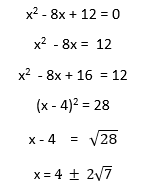 x² - 8x + 12 = 0
x² - 8x = 12
x² - 8x + 16 = 12
(x - 4)² = 28
x - 4 = √28
x = 4 ± 2√7